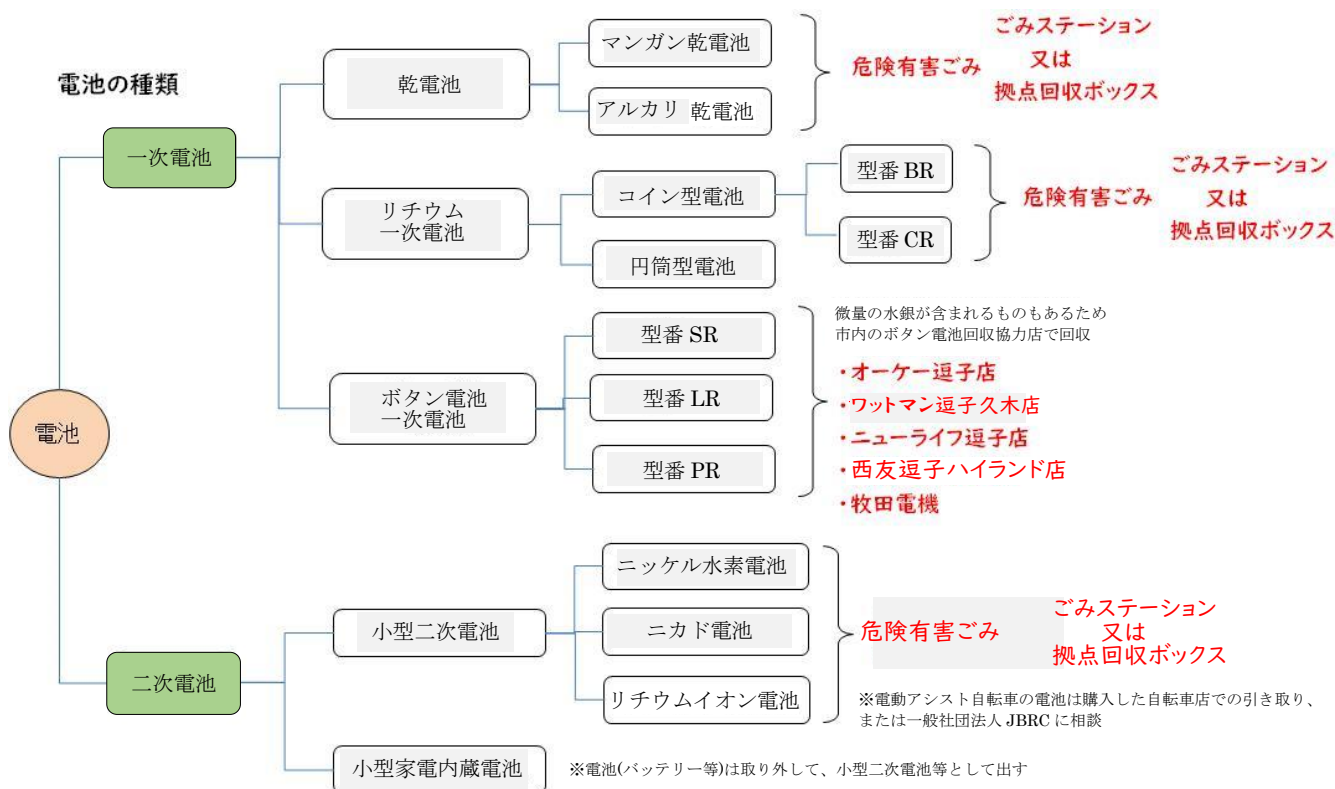 電池の種類
電池
一次電池
乾電池
マンガン乾電池
アルカリ 乾電池
危険有害ごみ
ごみステーション
又は
拠点回収ボックス
リチウム
一次電池
コイン型電池
型番 BR
型番 CR
円筒型電池
危険有害ごみ
ごみステーション
又は
拠点回収ボックス
ボタン電池
一次電池
型番 SR
型番 LR
型番 PR
微量の水銀が含まれるものもあるため
市内のボタン電池回収協力店で回収
・オーケー逗子店
・ワットマン逗子久木店
・ニューライフ逗子店
・西友逗子ハイランド店
・牧田電機
二次電池
小型二次電池
ニッケル水素電池
ニカド電池
リチウムイオン電池
危険有害ごみ
ごみステーション
又は
拠点回収ボックス
※電動アシスト自転車の電池は購入した自転車店での引き取り、
または一般社団法人 JBRC に相談
小型家電内蔵電池
※電池(バッテリー等)は取り外して、小型二次電池等として出す